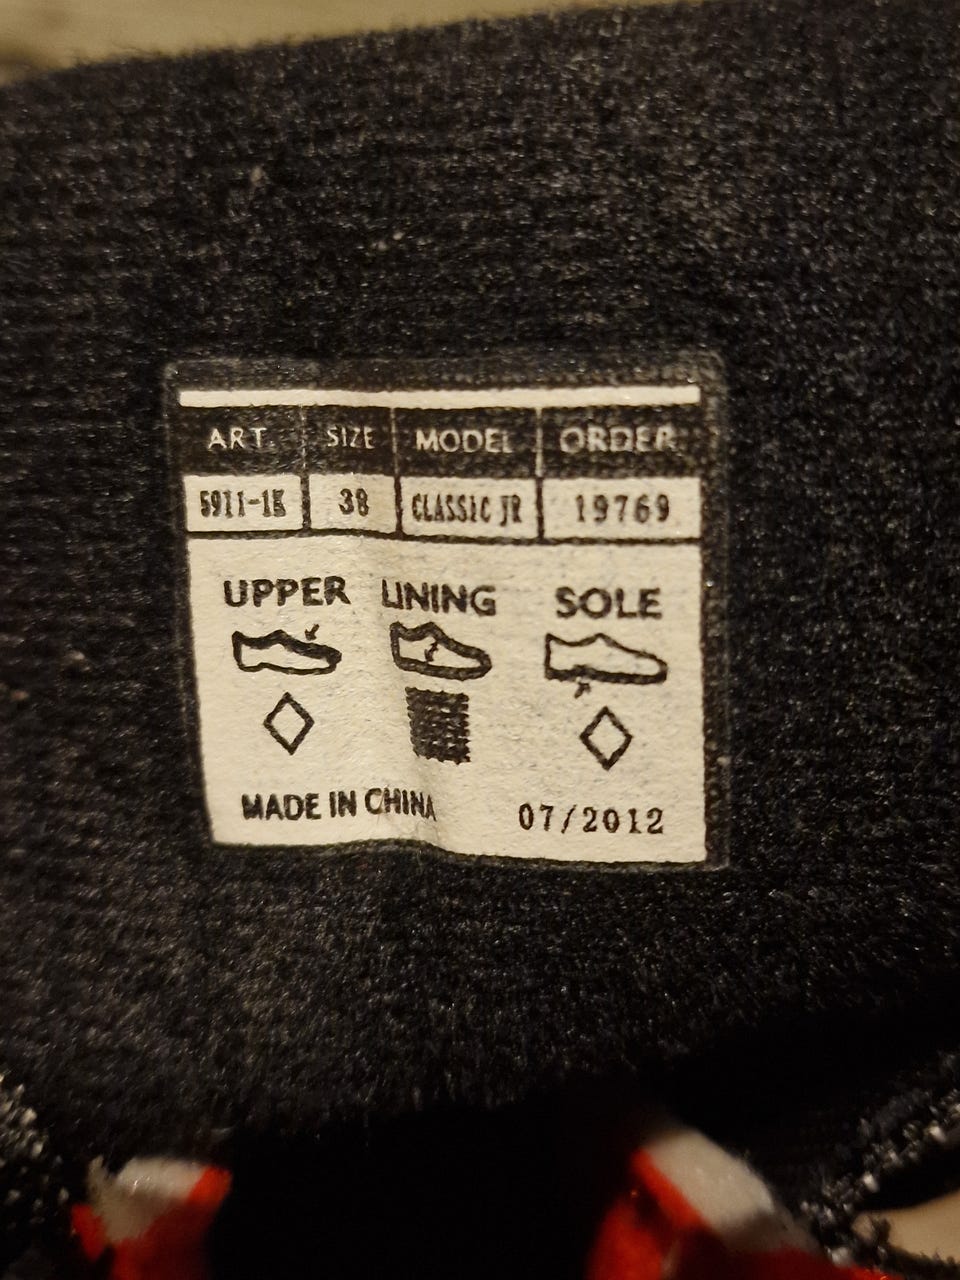 ART. SIZE MODEL ORDER
5911-1K 38 CLASSIC JR 19769
UPPER LINING SOLE
MADE IN CHINA 07/2012